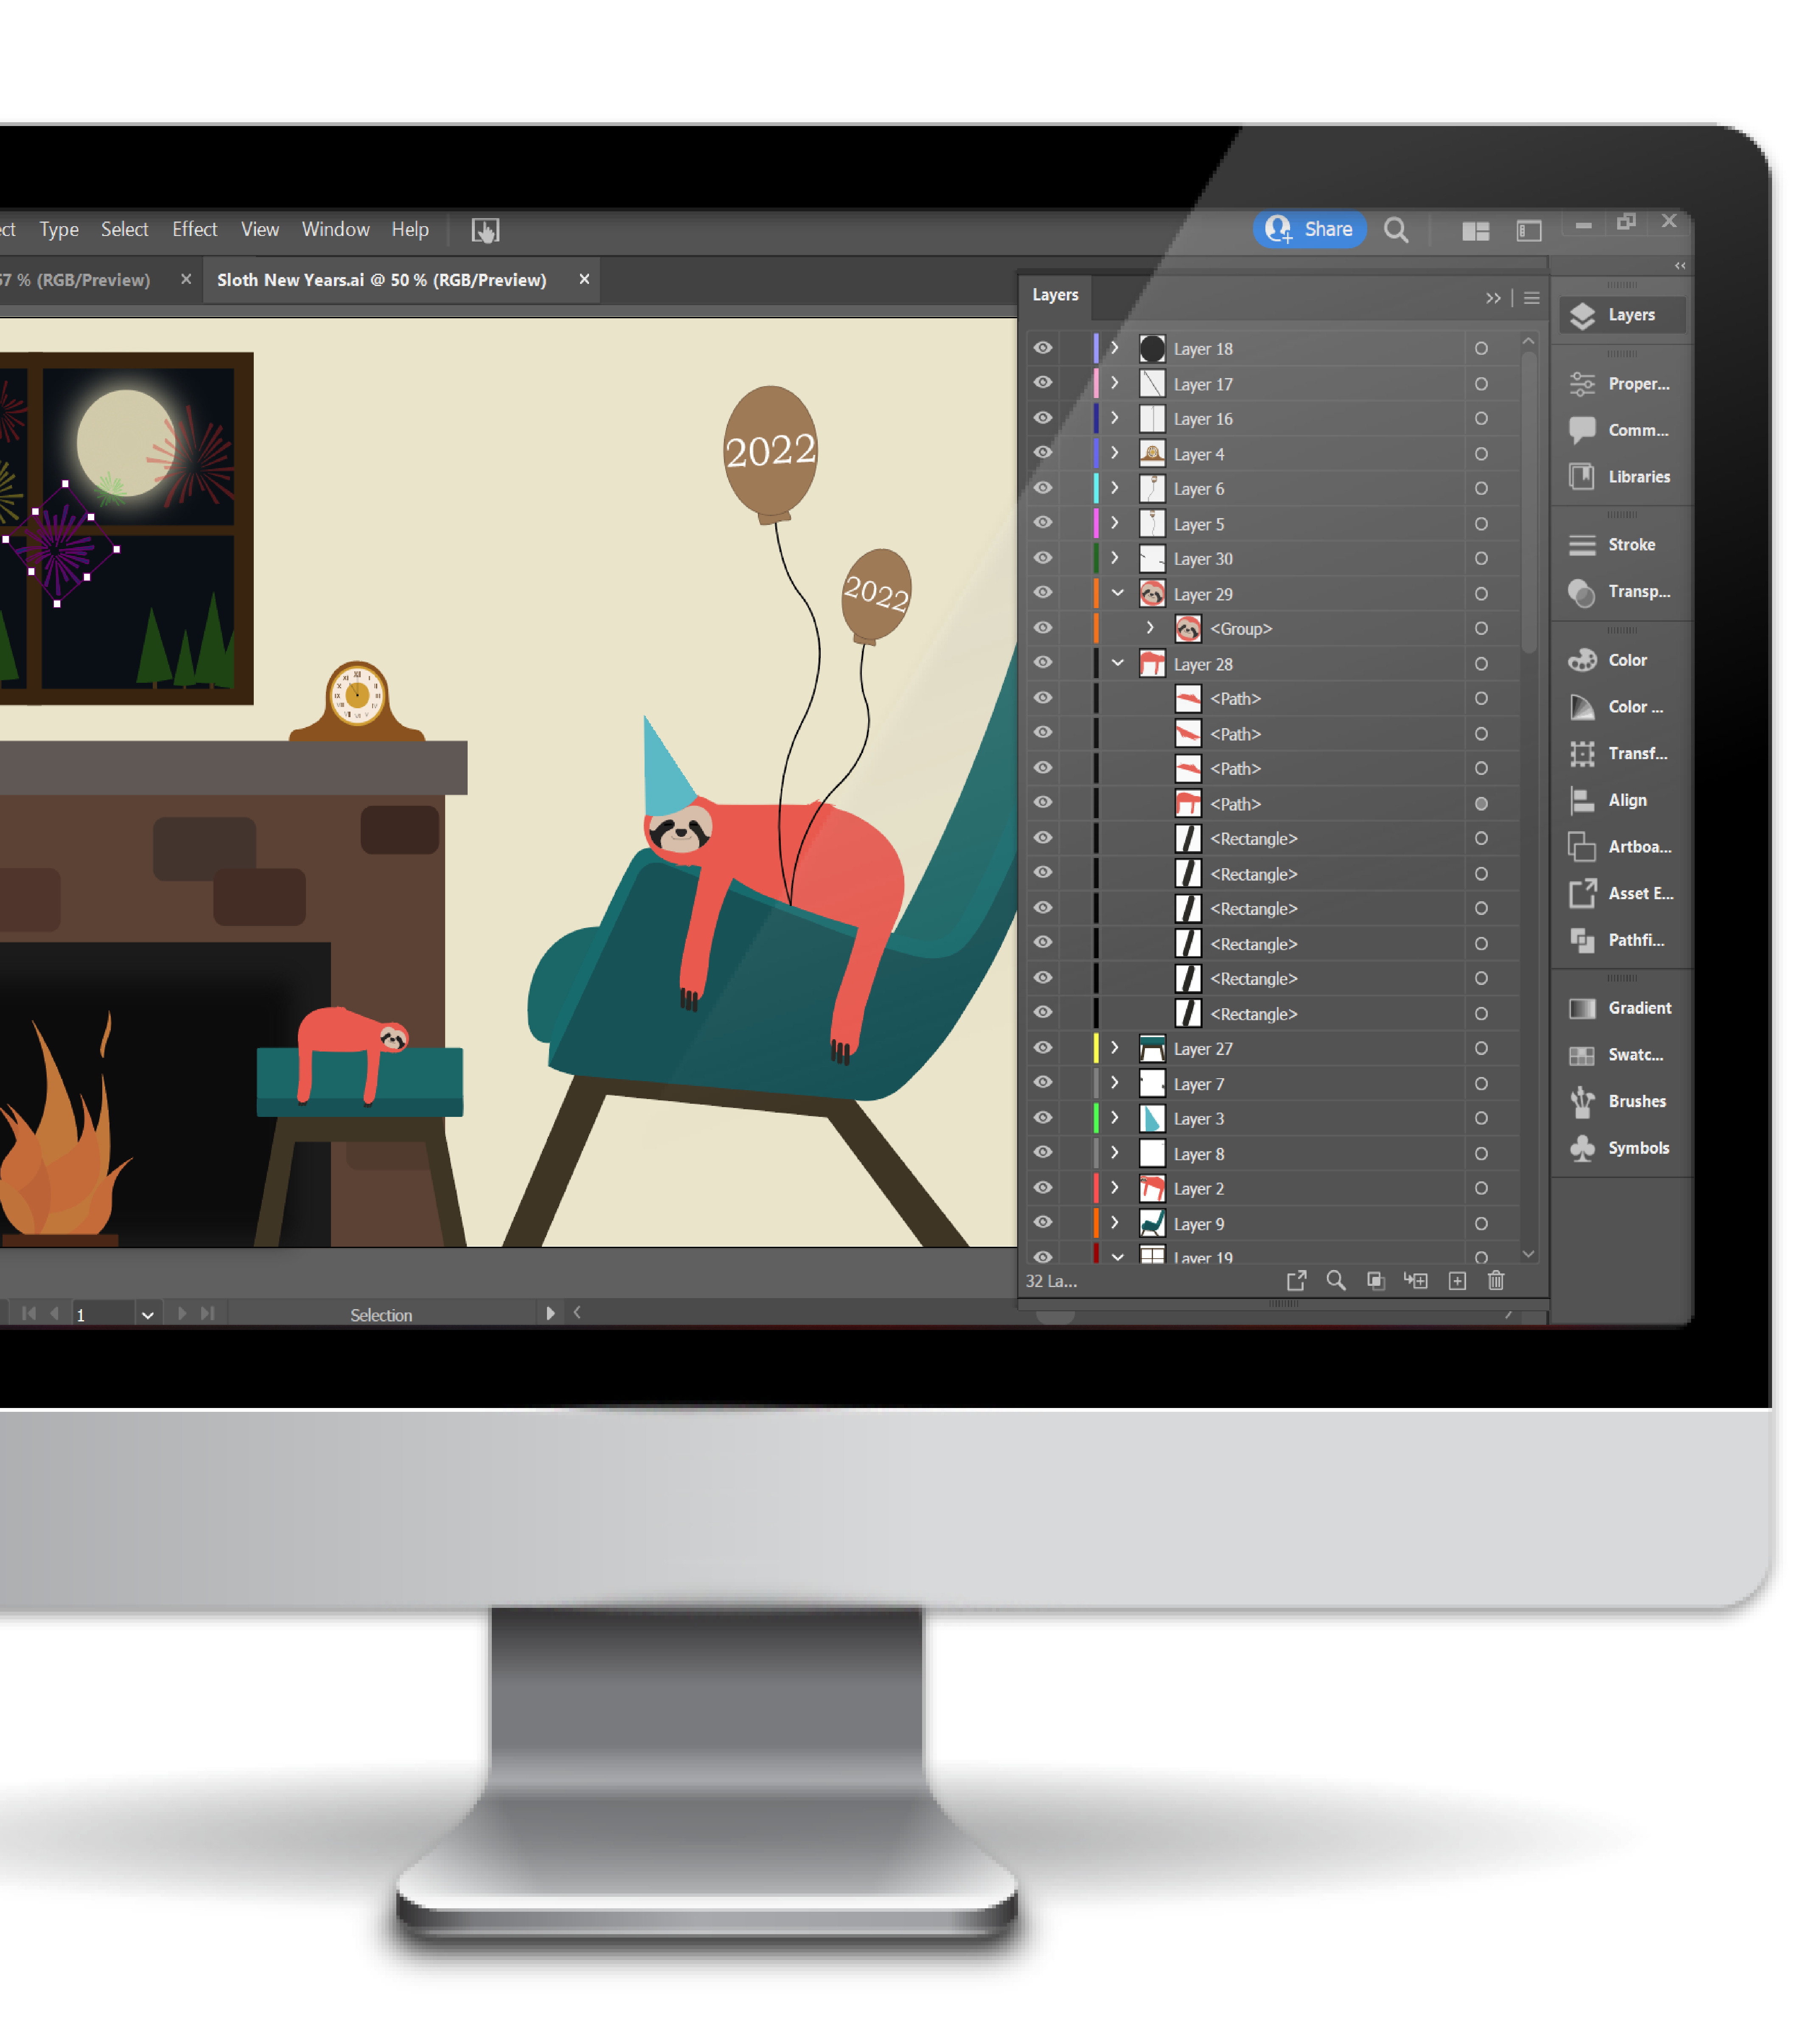 ect Type Select Effect View Window Help
Share
57 % (RGB/Preview) × Sloth New Years.ai @ 50 % (RGB/Preview) ×
Layers
Layer 18
Layer 17
Layer 16
Layer 4
Layer 6
Layer 5
Layer 30
Layer 29
<Group>
Layer 28
<Path>
<Path>
<Path>
<Path>
<Rectangle>
<Rectangle>
<Rectangle>
<Rectangle>
<Rectangle>
<Rectangle>
Layer 27
Layer 7
Layer 3
Layer 8
Layer 2
Layer 9
Layer 19
32 La...
Layers
Proper...
Comm...
Libraries
Stroke
Transp...
Color
Color ...
Transf...
Align
Artboa...
Asset E...
Pathfi...
Gradient
Swatc...
Brushes
Symbols
2022
2022
1
Selection